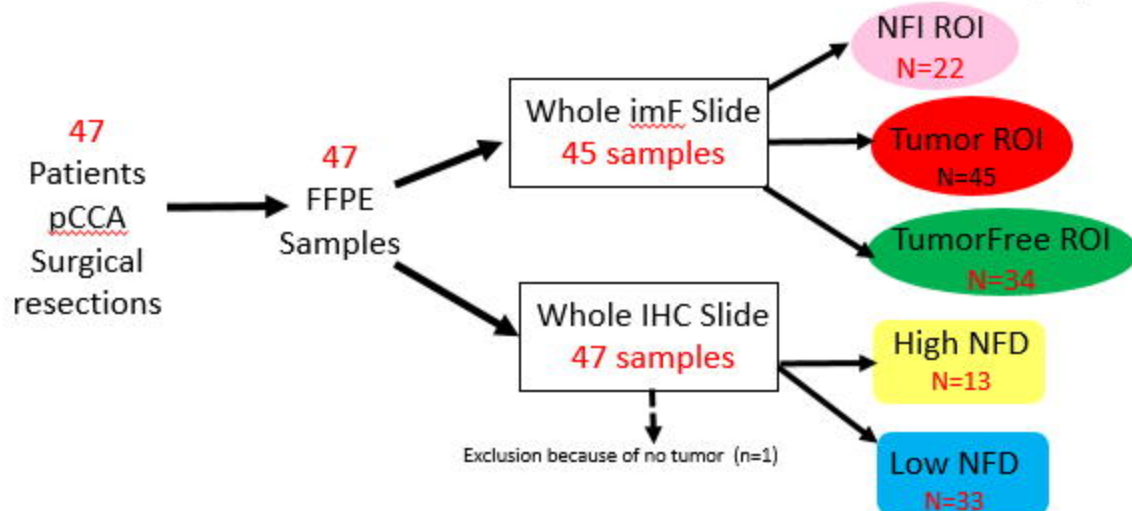 47
Patients
pCCA
Surgical
resections
47
FFPE
Samples
Whole imF Slide
45 samples
NFI ROI
N=22
Tumor ROI
N=45
TumorFree ROI
N=34
Whole IHC Slide
47 samples
Exclusion because of no tumor (n=1)
High NFD
N=13
Low NFD
N=33